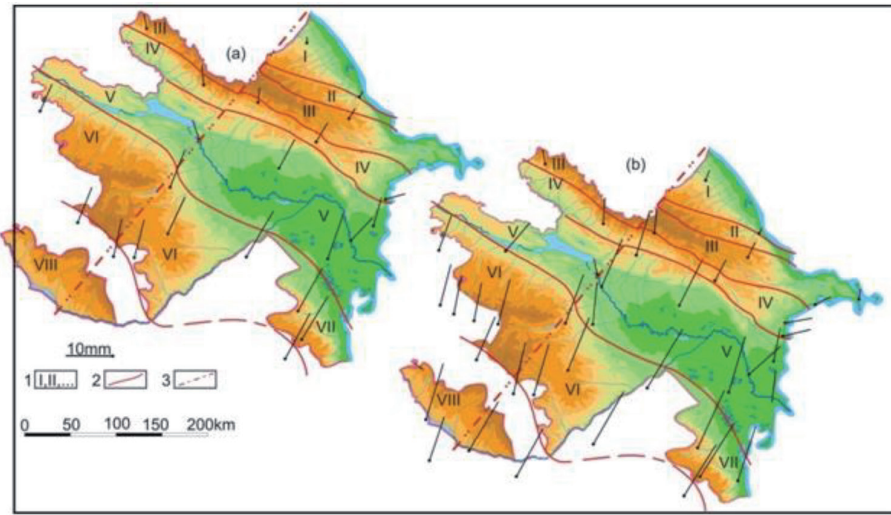 (a)
III
IV
I
II
III
IV
V
VI
V
VI
VIII
VII
(b)
III
IV
I
II
III
IV
V
VI
V
VI
VIII
VII
10mm
1 I,II,... 2 3
0 50 100 150 200km